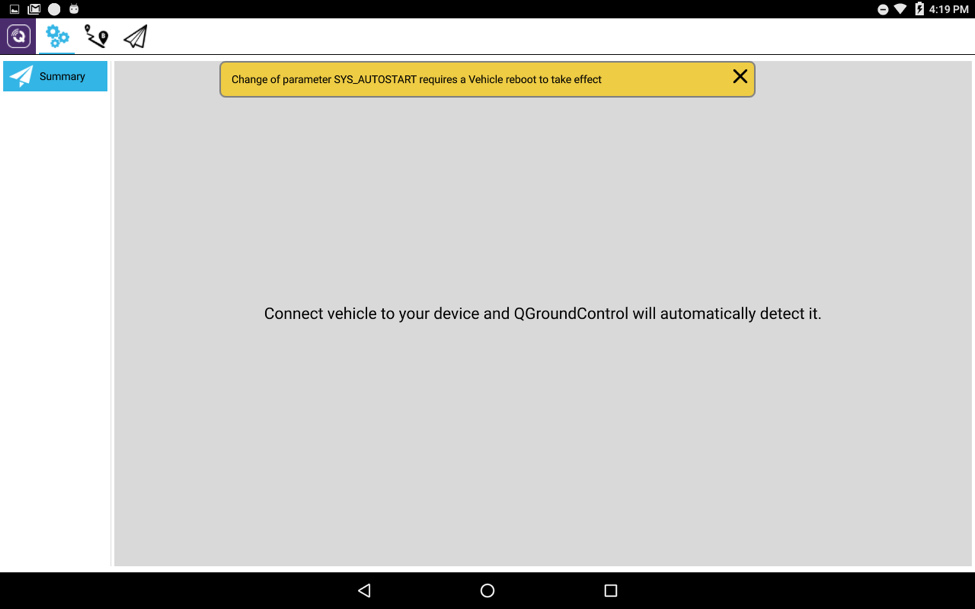 4:19 PM
Summary
Change of parameter SYS_AUTOSTART requires a Vehicle reboot to take effect
Connect vehicle to your device and QGroundControl will automatically detect it.